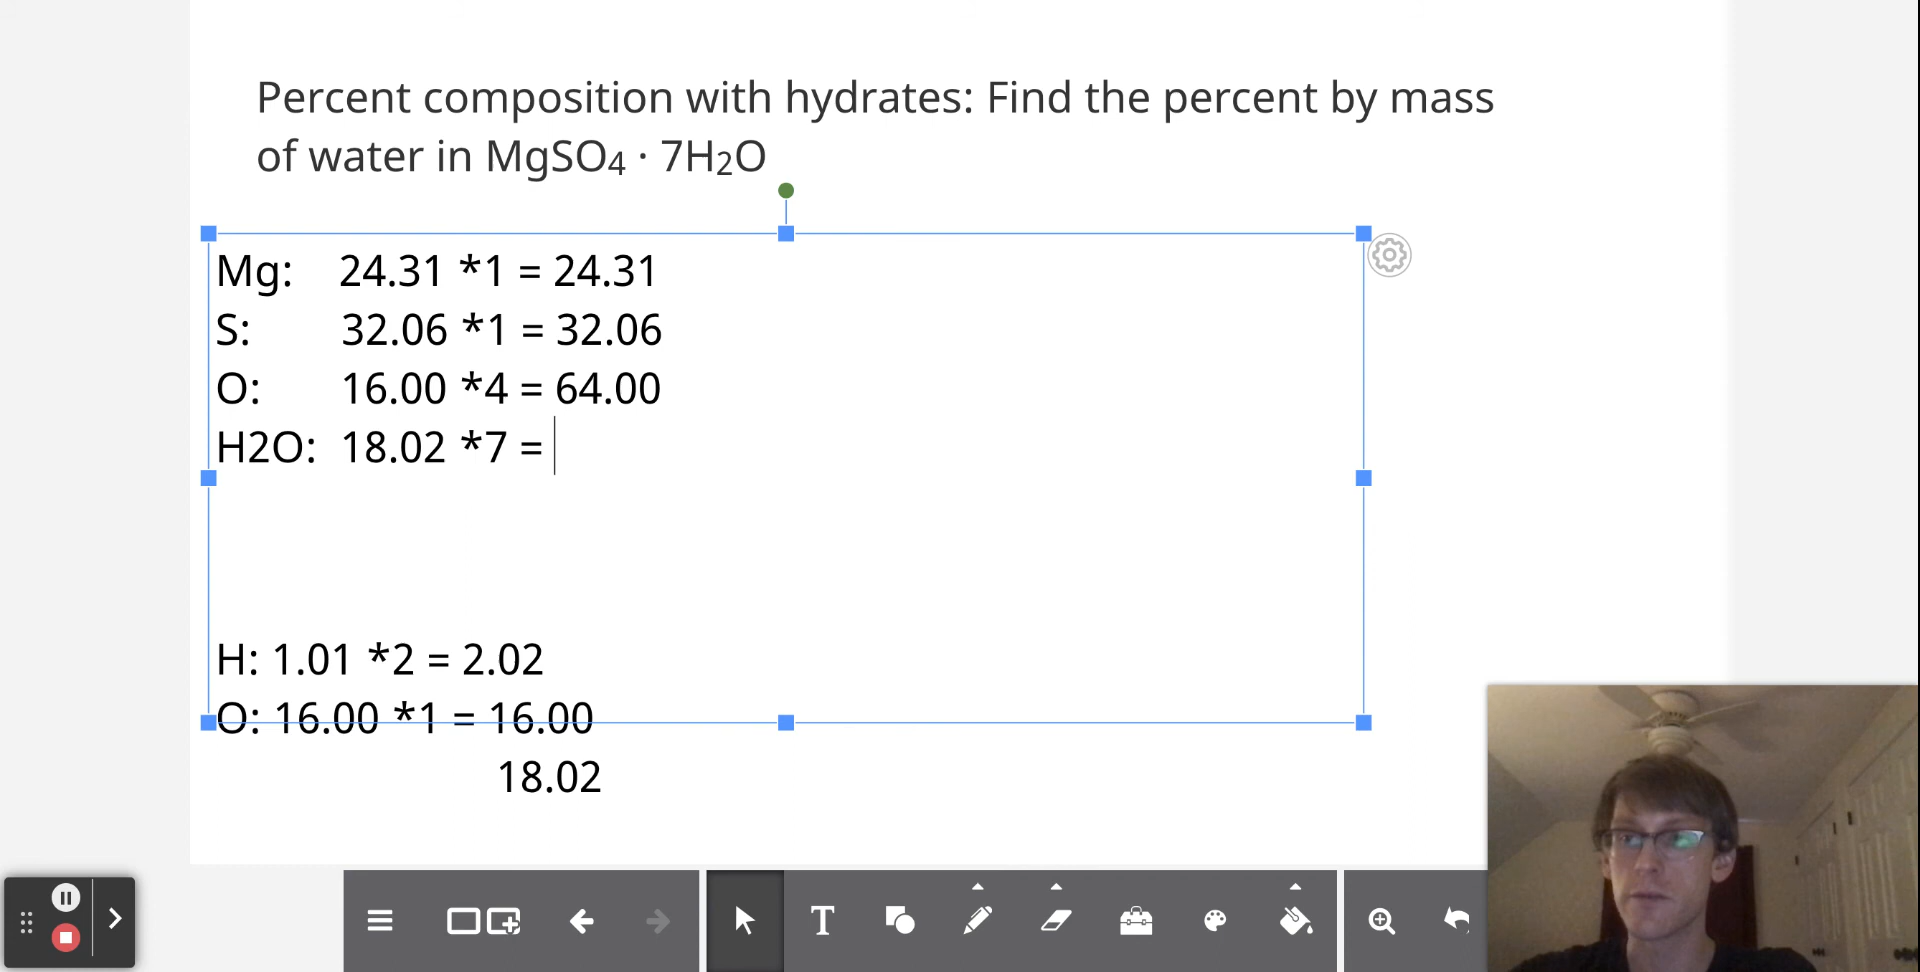 Percent composition with hydrates: Find the percent by mass
of water in MgSO₄ · 7H₂O
Mg: 24.31 *1 = 24.31
S: 32.06 *1 = 32.06
O: 16.00 *4 = 64.00
H2O: 18.02 *7 =
H: 1.01 *2 = 2.02
O: 16.00 *1 = 16.00
18.02
T